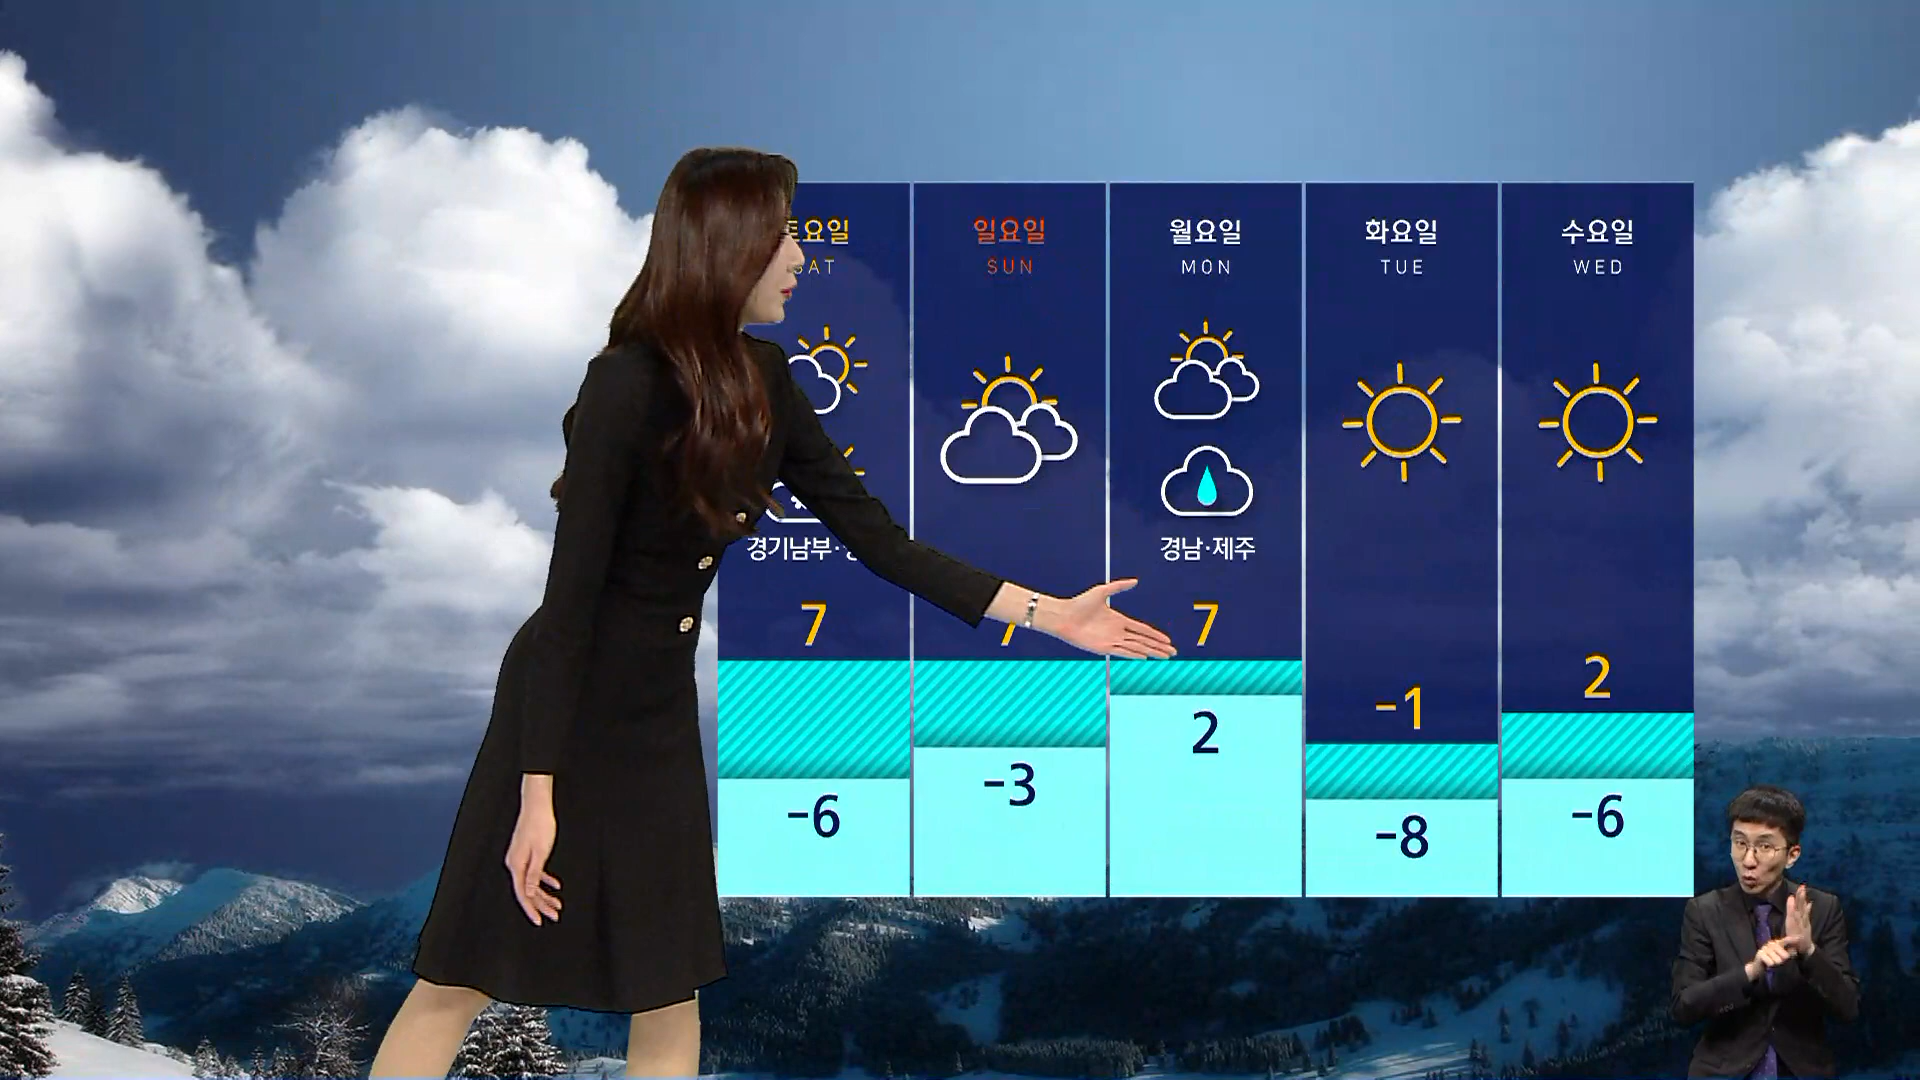 토요일 일요일 월요일 화요일 수요일
SAT SUN MON TUE WED
경기남부· 경남·제주
7 7 7 -1 2
-6 -3 2 -8 -6